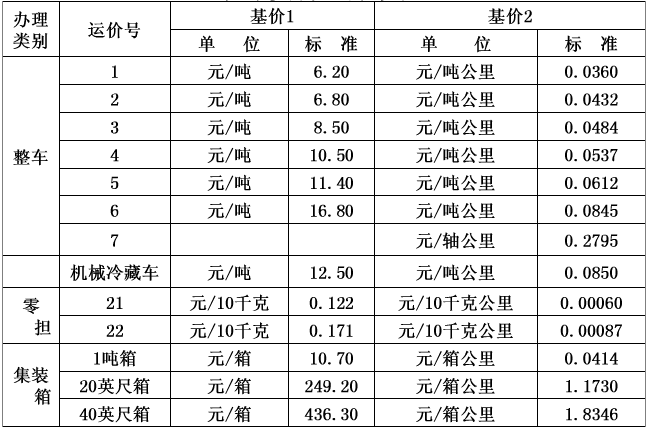 办理类别 运价号 基价1 基价2
单 位 标 准 单 位 标 准
整车
1 元/吨 6.20 元/吨公里 0.0360
2 元/吨 6.80 元/吨公里 0.0432
3 元/吨 8.50 元/吨公里 0.0484
4 元/吨 10.50 元/吨公里 0.0537
5 元/吨 11.40 元/吨公里 0.0612
6 元/吨 16.80 元/吨公里 0.0845
7 元/轴公里 0.2795
机械冷藏车 元/吨 12.50 元/吨公里 0.0850
零担
21 元/10千克 0.122 元/10千克公里 0.00060
22 元/10千克 0.171 元/10千克公里 0.00087
集装箱
1吨箱 元/箱 10.70 元/箱公里 0.0414
20英尺箱 元/箱 249.20 元/箱公里 1.1730
40英尺箱 元/箱 436.30 元/箱公里 1.8346